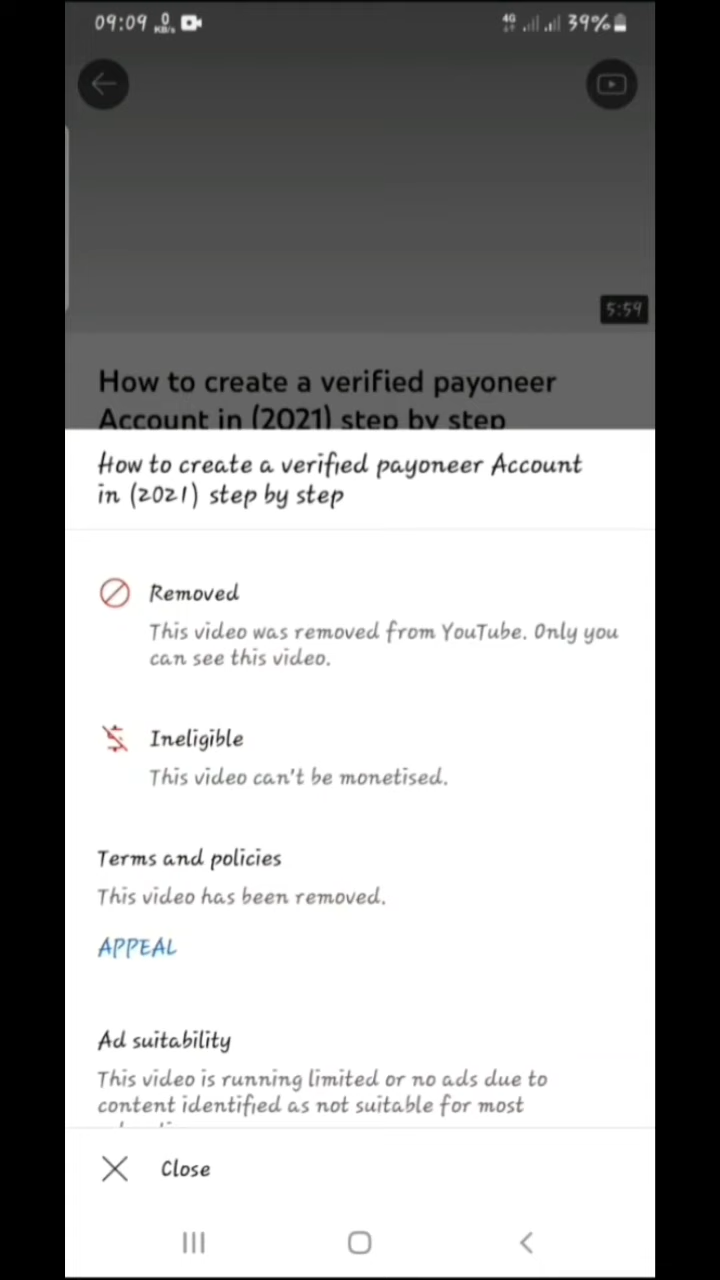 09:09 0 KB/s 4G 39%
5:59
How to create a verified payoneer
Account in (2021) step by step
How to create a verified payoneer Account
in (2021) step by step
Removed
This video was removed from YouTube. Only you
can see this video.
Ineligible
This video can't be monetised.
Terms and policies
This video has been removed.
APPEAL
Ad suitability
This video is running limited or no ads due to
content identified as not suitable for most
Close